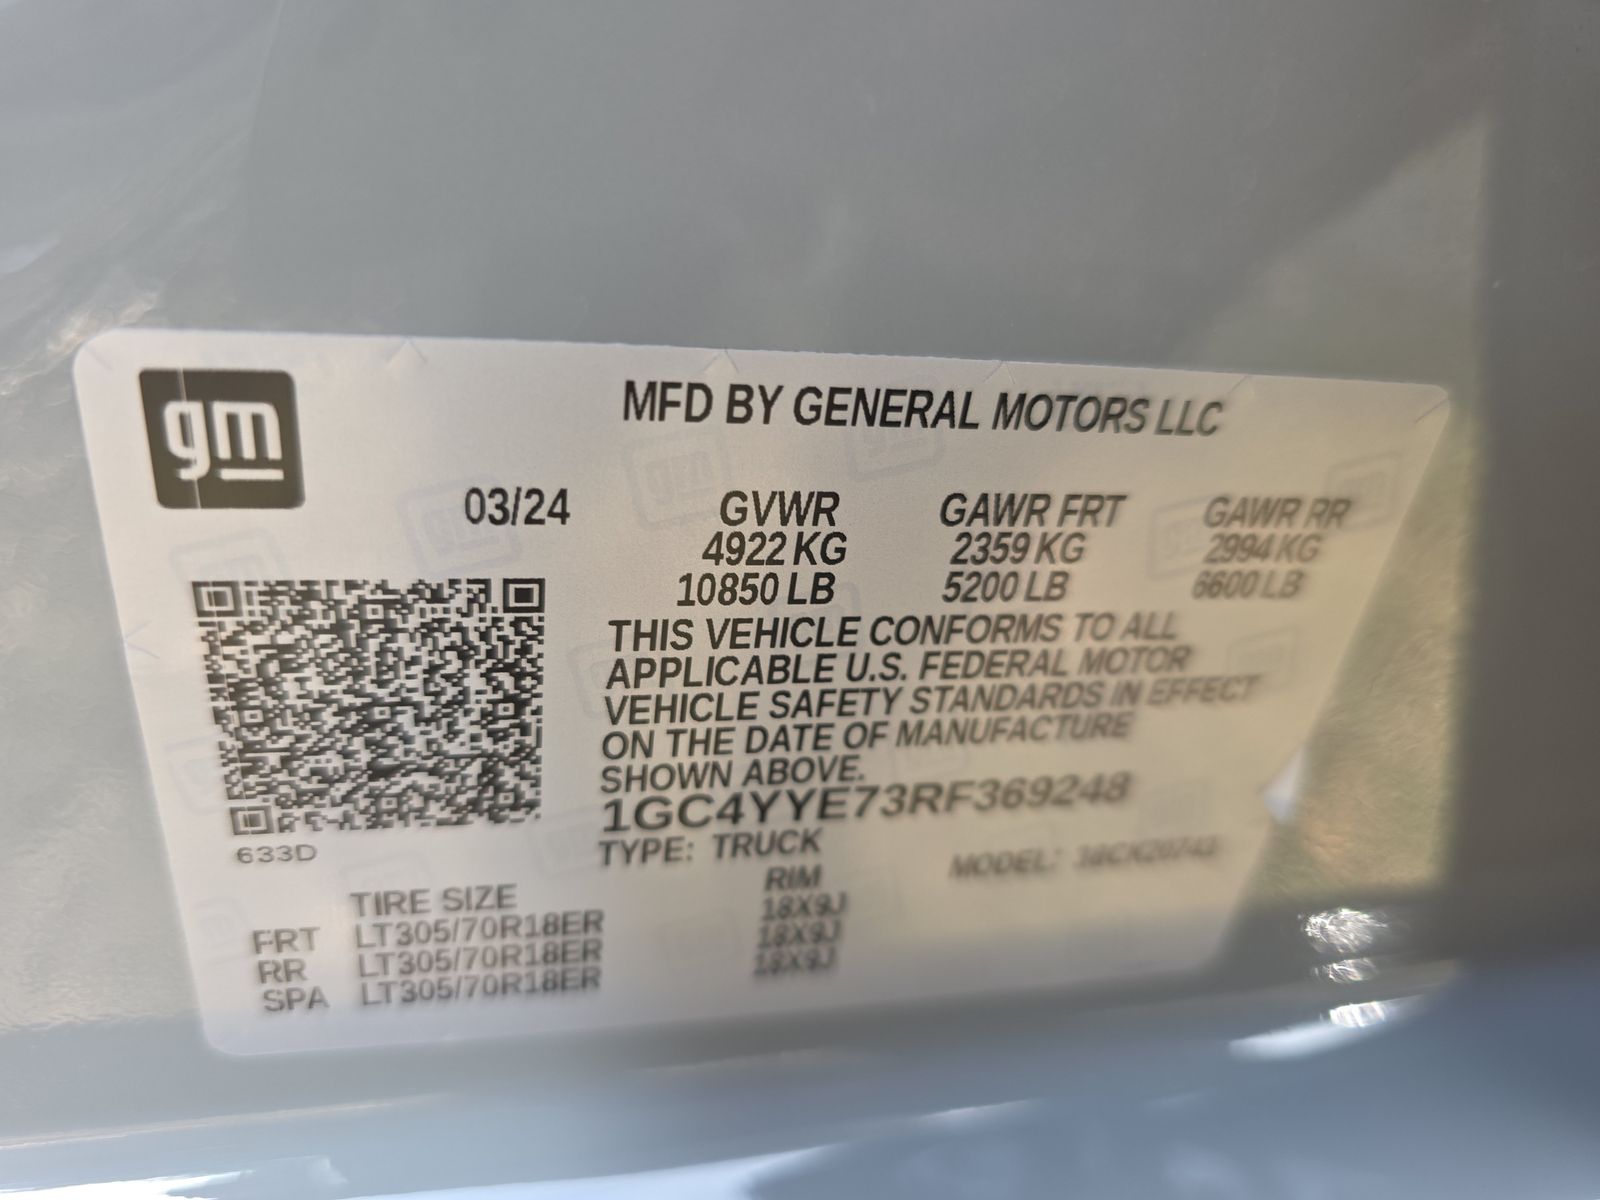 gm
MFD BY GENERAL MOTORS LLC
03/24 GVWR GAWR FRT GAWR RR
4922 KG 2359 KG 2994 KG
10850 LB 5200 LB 6600 LB
THIS VEHICLE CONFORMS TO ALL
APPLICABLE U.S. FEDERAL MOTOR
VEHICLE SAFETY STANDARDS IN EFFECT
ON THE DATE OF MANUFACTURE
SHOWN ABOVE.
1GC4YYE73RF369248
633D
TYPE: TRUCK MODEL:
TIRE SIZE RIM
FRT LT305/70R18ER 18X9J
RR LT305/70R18ER 18X9J
SPA LT305/70R18ER 18X9J